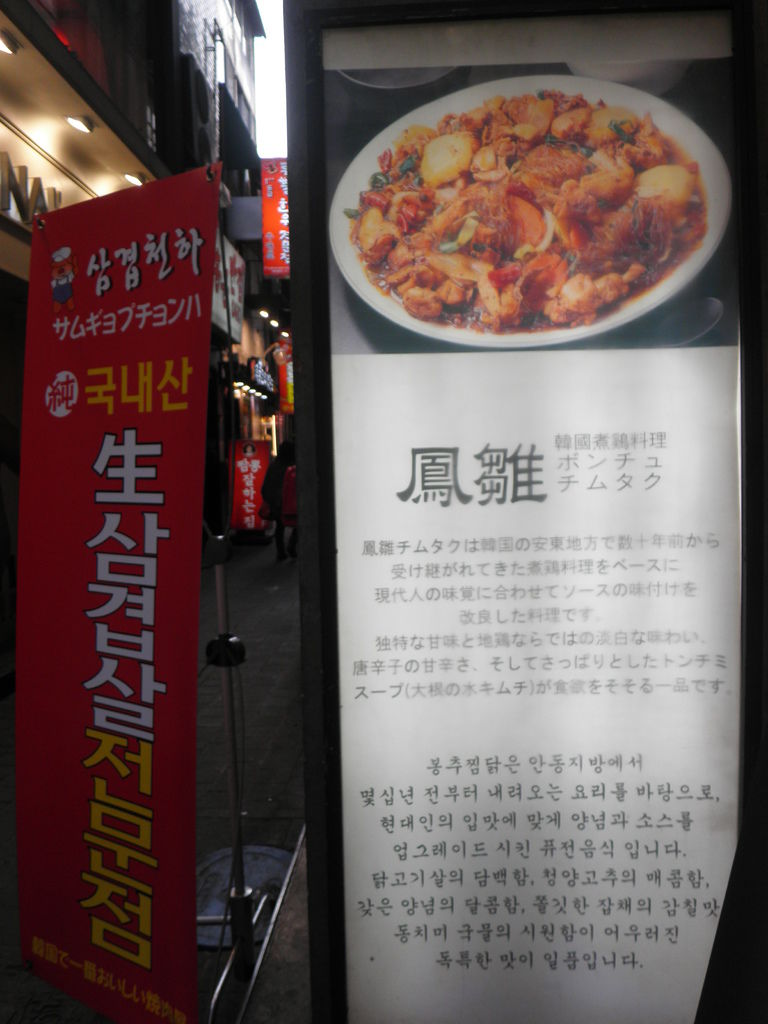 삼겹천하
サムギョプチョンハ
純 국내산
生삼겹살전문점
韓国で一番おいしい焼肉屋
짬뽕
잘하는집
鳳雛
韓國煮鶏料理
ボンチュ
チムタク
鳳雛チムタクは韓国の安東地方で数十年前から
受け継がれてきた煮鶏料理をベースに
現代人の味覚に合わせてソースの味付けを
改良した料理です。
独特な甘味と地鶏ならではの淡白な味わい、
唐辛子の甘辛さ、そしてさっぱりとしたトンチミ
スープ(大根の水キムチ)が食欲をそそる一品です。
봉추찜닭은 안동지방에서
몇십년 전부터 내려오는 요리를 바탕으로,
현대인의 입맛에 맞게 양념과 소스를
업그레이드 시킨 퓨전음식 입니다.
닭고기살의 담백함, 청양고추의 매콤함,
갖은 양념의 달콤함, 쫄깃한 잡채의 감칠맛
동치미 국물의 시원함이 어우러진
독특한 맛이 일품입니다.